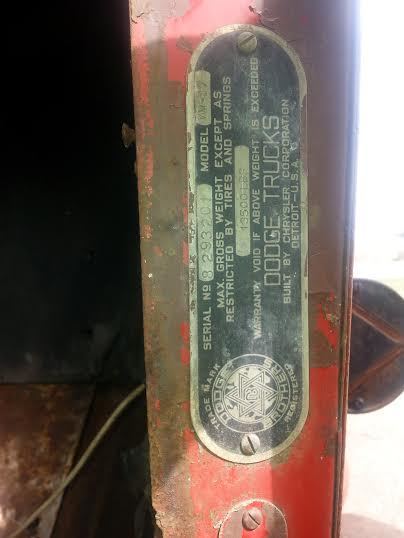 SERIAL Nº 8293201 MODEL
MAX. GROSS WEIGHT EXCEPT AS
RESTRICTED BY TIRES AND SPRINGS
WARRANTY VOID IF ABOVE WEIGHT IS EXCEEDED
DODGE TRUCKS
BUILT BY CHRYSLER CORPORATION
DETROIT - U.S.A.
TRADE MARK
DODGE
BROTHERS
REGISTERED